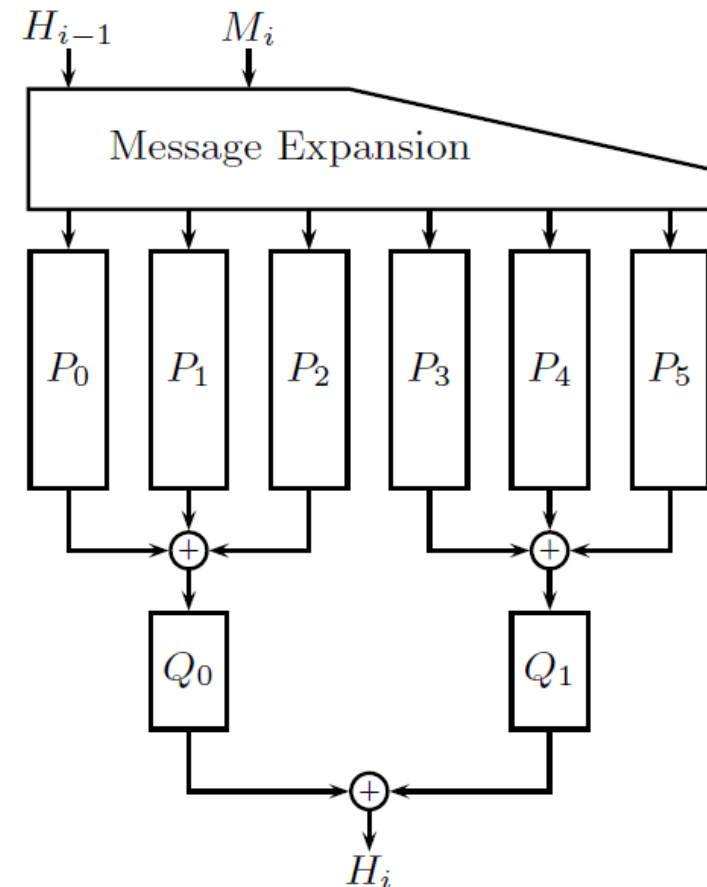 H_{i−1} M_i
Message Expansion
P_0 P_1 P_2 P_3 P_4 P_5
+ +
Q_0 Q_1
+
H_i